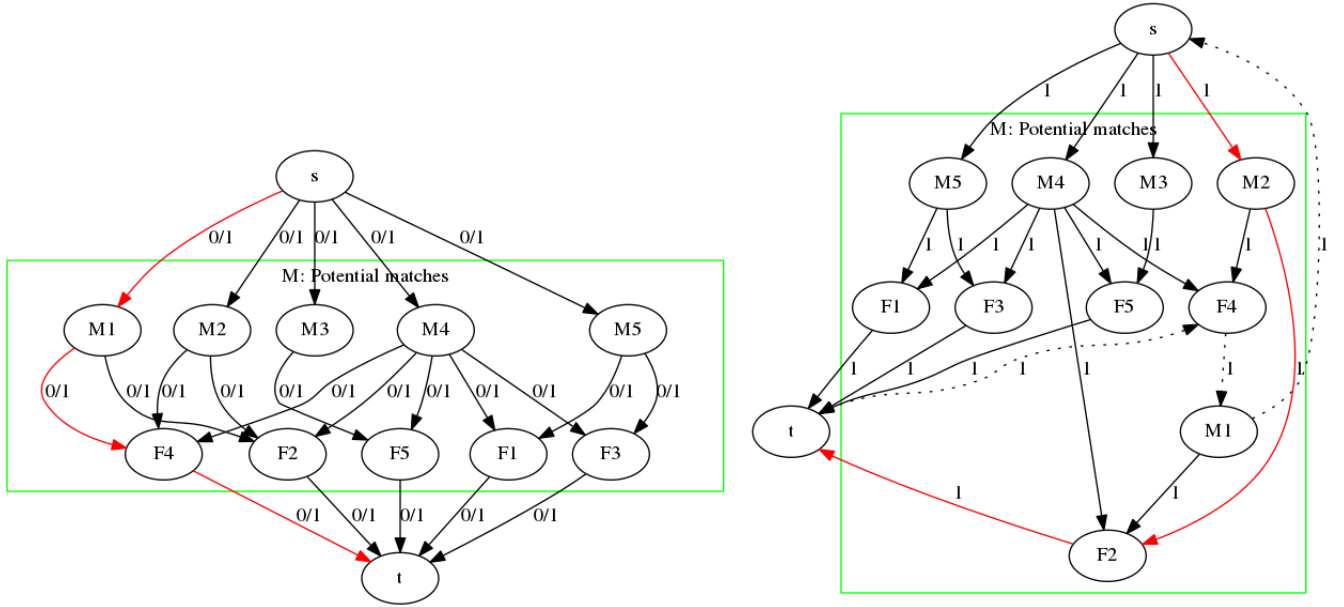 s
0/1 0/1 0/1 0/1 0/1
M: Potential matches
M1 M2 M3 M4 M5
0/1 0/1 0/1 0/1 0/1 0/1 0/1 0/1 0/1 0/1 0/1 0/1
F4 F2 F5 F1 F3
0/1 0/1 0/1 0/1 0/1
t
s
1 1 1 1
M: Potential matches
M5 M4 M3 M2
1 1 1 1 1 1 1 1 1
F1 F3 F5 F4
1 1 1 1 1 1 1
t M1
1 1
F2